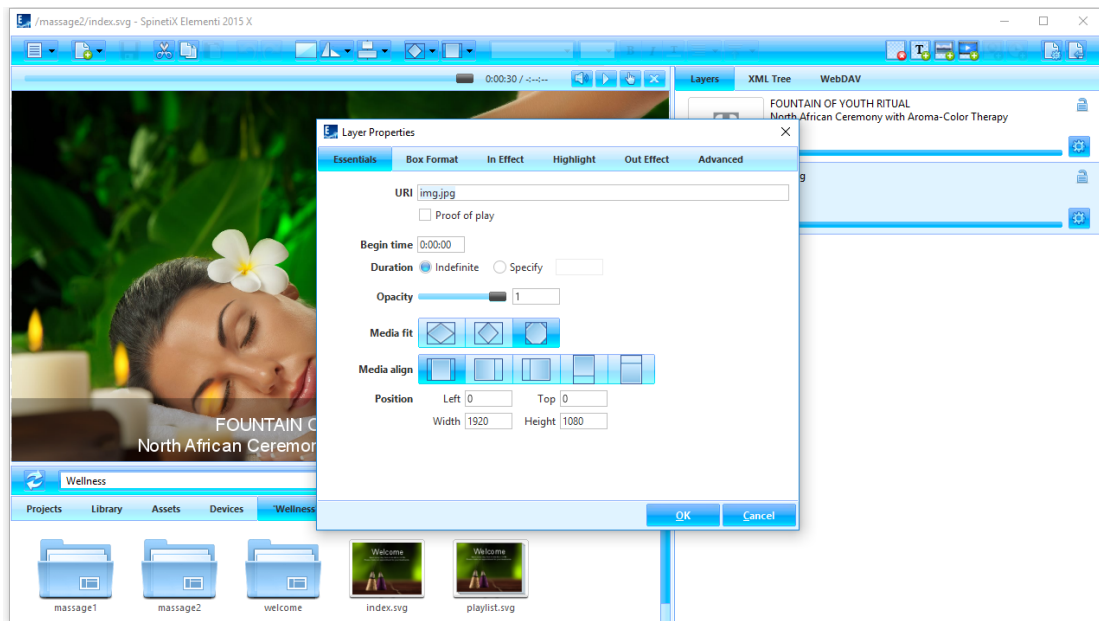 /massage2/index.svg - SpinetiX Elementi 2015 X
0:00:30 / -:--:--
Layers XML Tree WebDAV
FOUNTAIN OF YOUTH RITUAL
North African Ceremony with Aroma-Color Therapy
Layer Properties
Essentials Box Format In Effect Highlight Out Effect Advanced
URI img.jpg
Proof of play
Begin time 0:00:00
Duration Indefinite Specify
Opacity 1
Media fit
Media align
Position Left 0 Top 0
Width 1920 Height 1080
OK Cancel
FOUNTAIN
North African
Wellness
Projects Library Assets Devices *Wellness
Welcome
Welcome
massage1 massage2 welcome index.svg playlist.svg